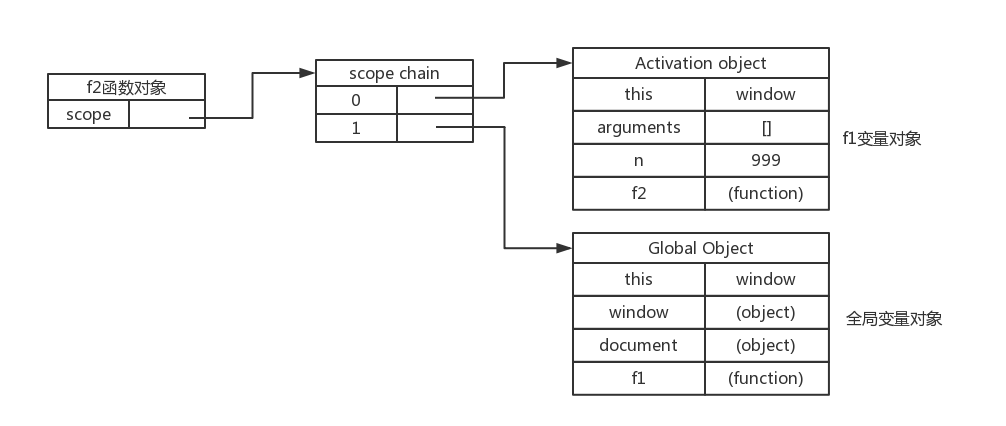 f2函数对象
scope
scope chain
0
1
Activation object
this window
arguments []
n 999
f2 (function)
f1变量对象
Global Object
this window
window (object)
document (object)
f1 (function)
全局变量对象